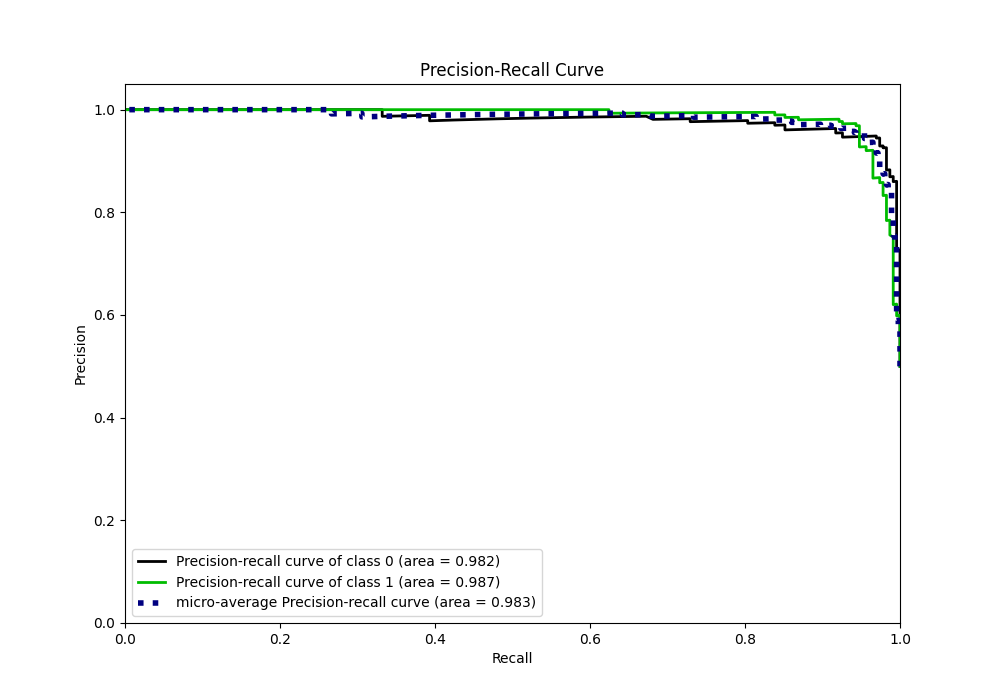 Precision-Recall Curve
1.0
0.8
0.6
0.4
0.2
0.0
Precision
Precision-recall curve of class 0 (area = 0.982)
Precision-recall curve of class 1 (area = 0.987)
micro-average Precision-recall curve (area = 0.983)
0.0 0.2 0.4 0.6 0.8 1.0
Recall